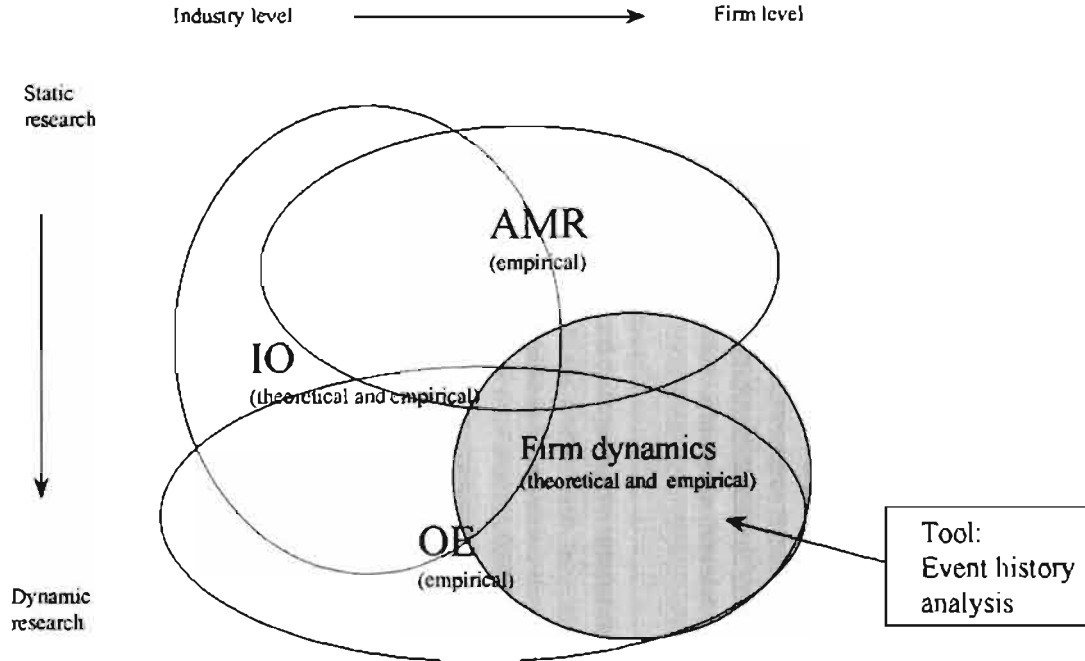 Industry level
Firm level
Static
research
AMR
(empirical)
IO
(theoretical and empirical)
Firm dynamics
(theoretical and empirical)
OE
(empirical)
Tool:
Event history
analysis
Dynamic
research